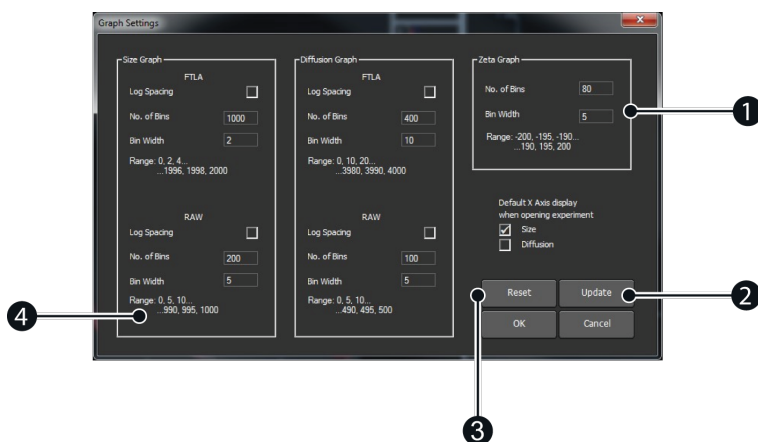 Graph Settings
Size Graph
FTLA
Log Spacing
No. of Bins 1000
Bin Width 2
Range: 0, 2, 4...
...1996, 1998, 2000
RAW
Log Spacing
No. of Bins 200
Bin Width 5
Range: 0, 5, 10...
...990, 995, 1000
Diffusion Graph
FTLA
Log Spacing
No. of Bins 400
Bin Width 10
Range: 0, 10, 20...
...3980, 3990, 4000
RAW
Log Spacing
No. of Bins 100
Bin Width 5
Range: 0, 5, 10...
...490, 495, 500
Zeta Graph
No. of Bins 80
Bin Width 5
Range: -200, -195, -190...
...190, 195, 200
Default X Axis display
when opening experiment
Size
Diffusion
Reset Update
OK Cancel
1
2
3
4